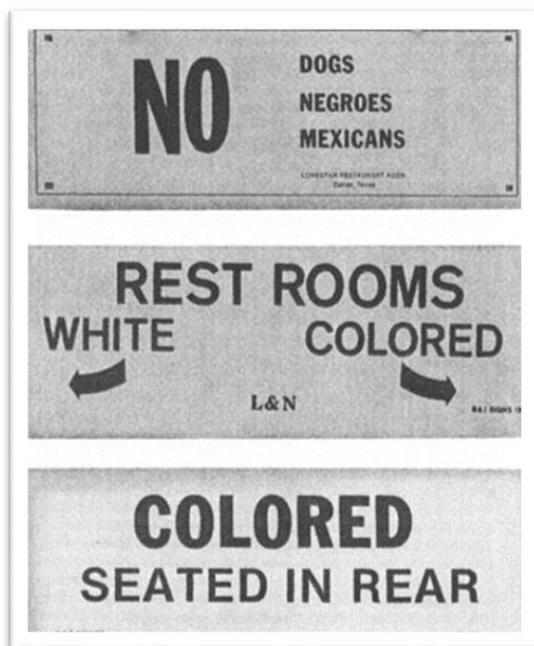 NO DOGS
NEGROES
MEXICANS
LONESTAR RESTAURANT ASSN.
Dallas, Texas
REST ROOMS
WHITE COLORED
L&N
COLORED
SEATED IN REAR